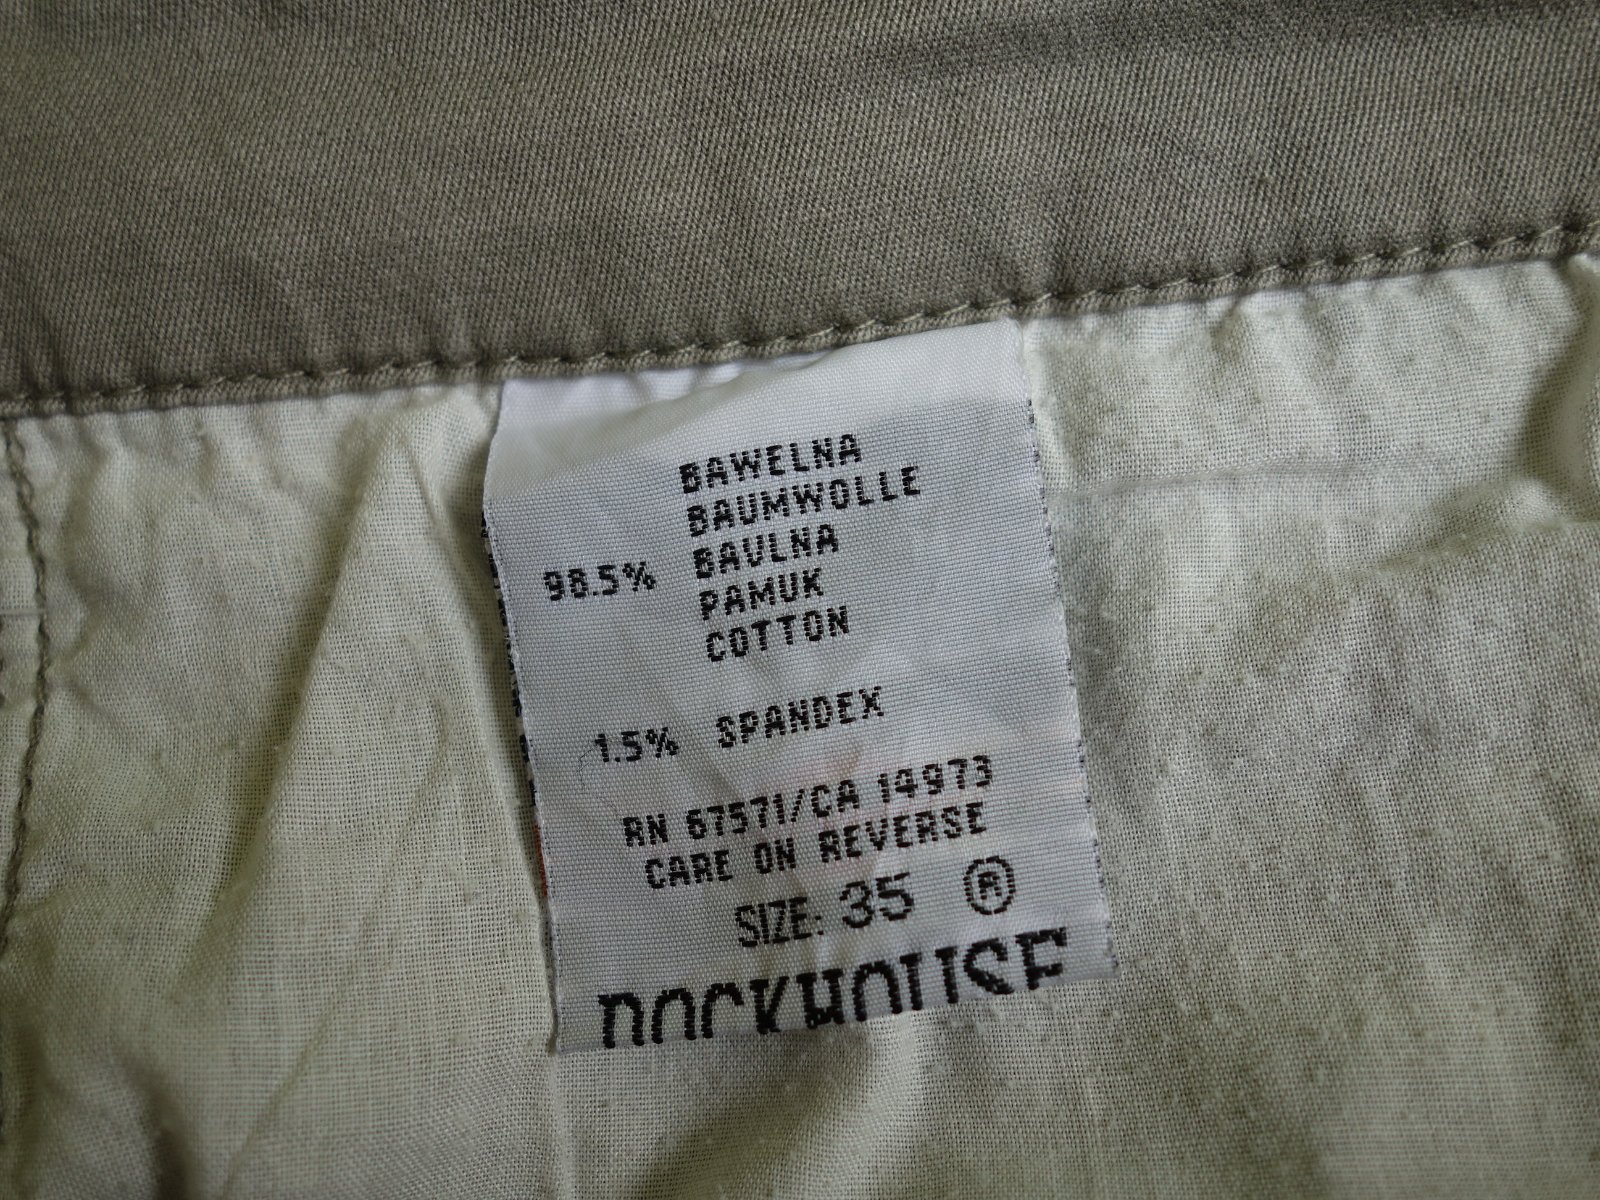 BAWELNA
BAUMWOLLE
98.5% BAVLNA
PAMUK
COTTON
1.5% SPANDEX
RN 67571/CA 14973
CARE ON REVERSE
SIZE: 35 ®
ROCKHOUSE